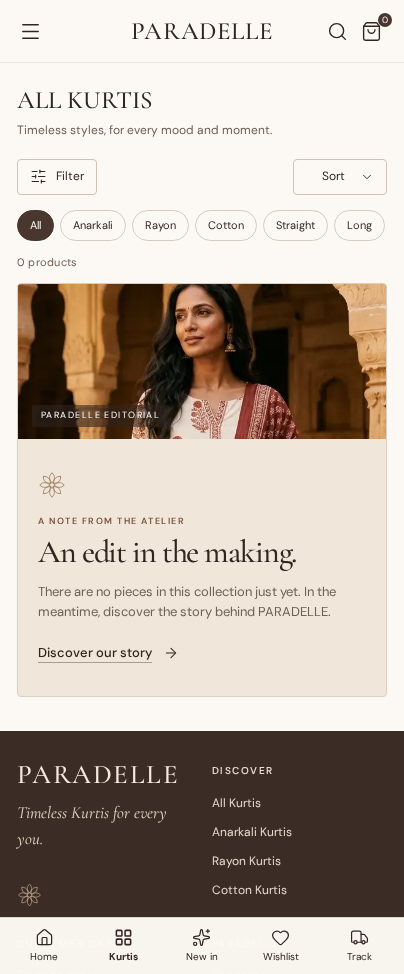 PARADELLE
0
ALL KURTIS
Timeless styles, for every mood and moment.
Filter
Sort
All
Anarkali
Rayon
Cotton
Straight
Long
0 products
PARADELLE EDITORIAL
A NOTE FROM THE ATELIER
An edit in the making.
There are no pieces in this collection just yet. In the
meantime, discover the story behind PARADELLE.
Discover our story
PARADELLE
Timeless Kurtis for every
you.
DISCOVER
All Kurtis
Anarkali Kurtis
Rayon Kurtis
Cotton Kurtis
Home
Kurtis
New in
Wishlist
Track